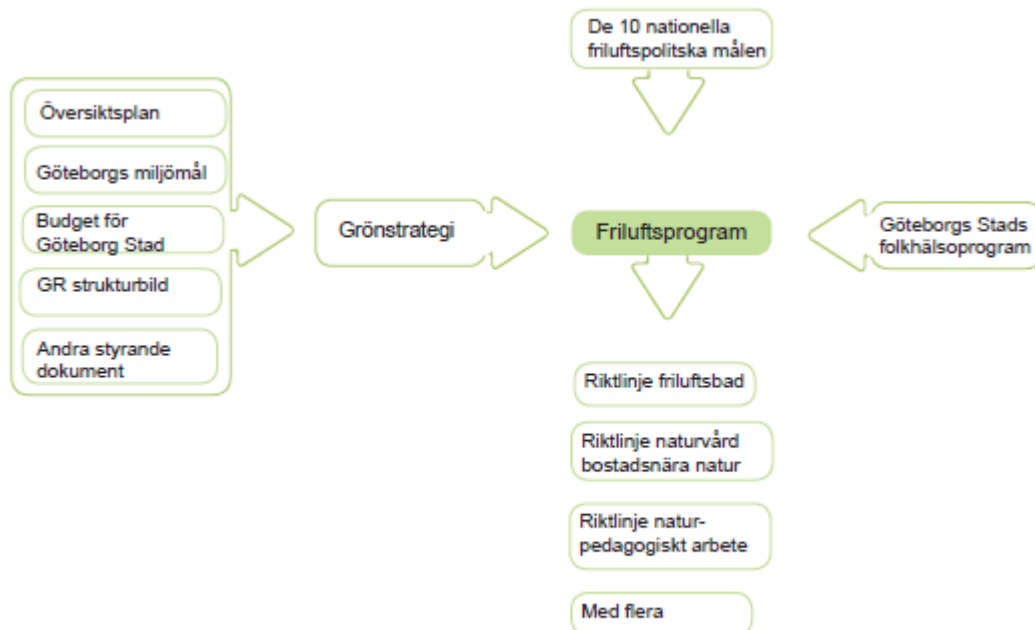 De 10 nationella
friluftspolitska målen
Översiktsplan
Göteborgs miljömål
Budget för
Göteborg Stad
GR strukturbild
Andra styrande
dokument
Grönstrategi
Friluftsprogram
Göteborgs Stads
folkhälsoprogram
Riktlinje friluftsbad
Riktlinje naturvård
bostadsnära natur
Riktlinje natur-
pedagogiskt arbete
Med flera